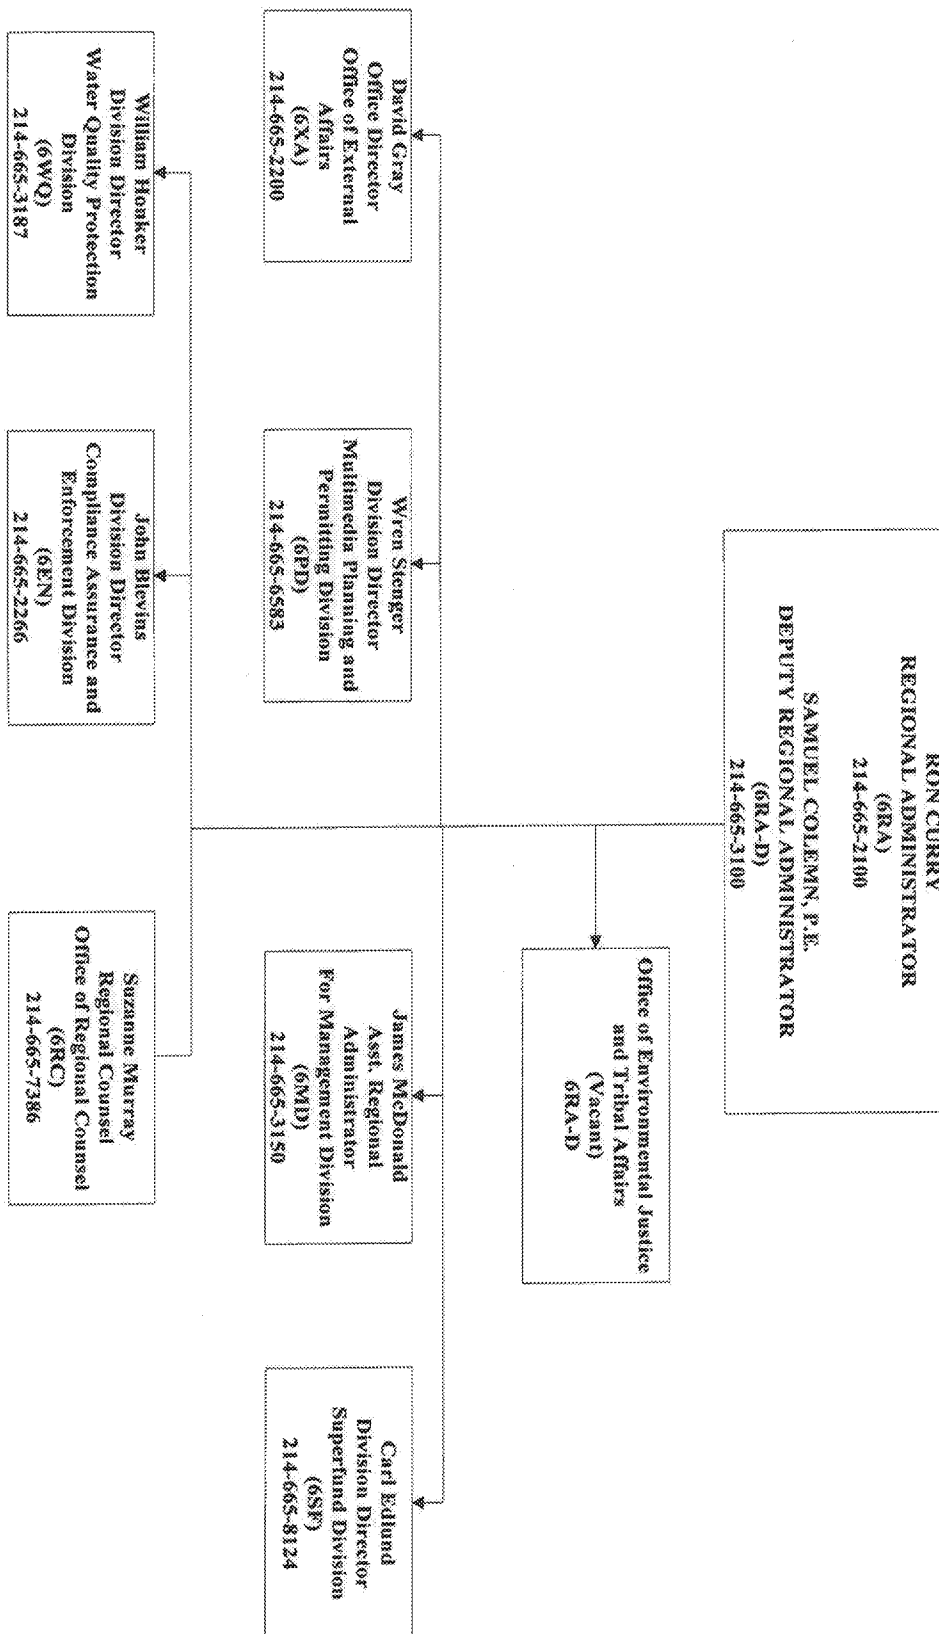 RON CURRY
REGIONAL ADMINISTRATOR
(6RA)
214-665-2100
SAMUEL COLEMN, P.E.
DEPUTY REGIONAL ADMINISTRATOR
(6RA-D)
214-665-3100
Office of Environmental Justice
and Tribal Affairs
(Vacant)
6RA-D
David Gray
Office Director
Office of External
Affairs
(6XA)
214-665-2200
Wren Stenger
Division Director
Multimedia Planning and
Permitting Division
(6PD)
214-665-6583
James McDonald
Asst. Regional
Administrator
For Management Division
(6MD)
214-665-3150
Carl Edlund
Division Director
Superfund Division
(6SF)
214-665-8124
William Honker
Division Director
Water Quality Protection
Division
(6WQ)
214-665-3187
John Blevins
Division Director
Compliance Assurance and
Enforcement Division
(6EN)
214-665-2266
Suzanne Murray
Regional Counsel
Office of Regional Counsel
(6RC)
214-665-7386